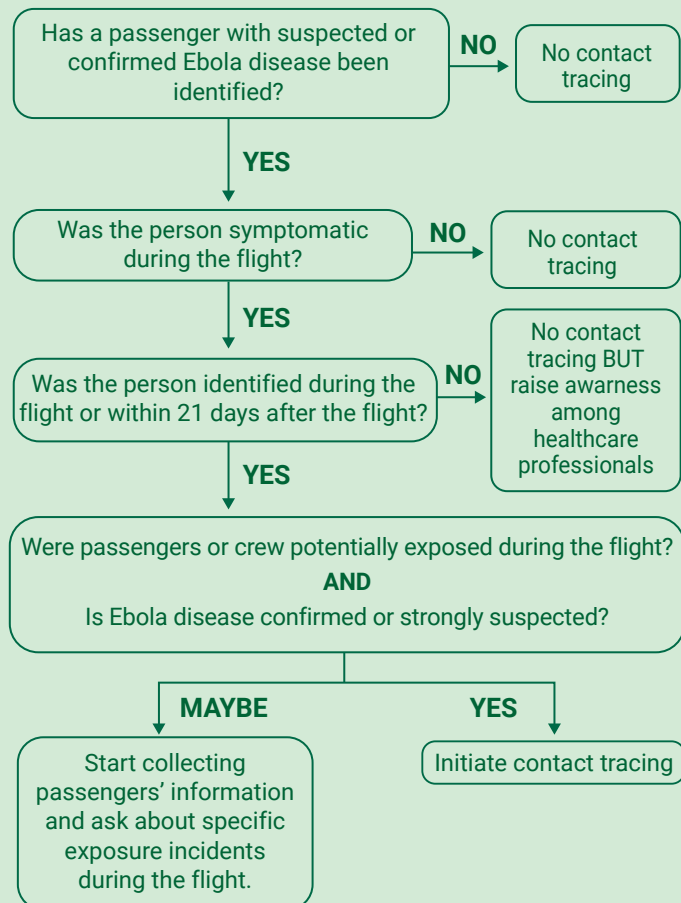 Has a passenger with suspected or
confirmed Ebola disease been
identified?
NO
No contact
tracing
YES
Was the person symptomatic
during the flight?
NO
No contact
tracing
YES
Was the person identified during the
flight or within 21 days after the flight?
NO
No contact
tracing BUT
raise awarness
among
healthcare
professionals
YES
Were passengers or crew potentially exposed during the flight?
AND
Is Ebola disease confirmed or strongly suspected?
MAYBE
YES
Start collecting
passengers’ information
and ask about specific
exposure incidents
during the flight.
Initiate contact tracing